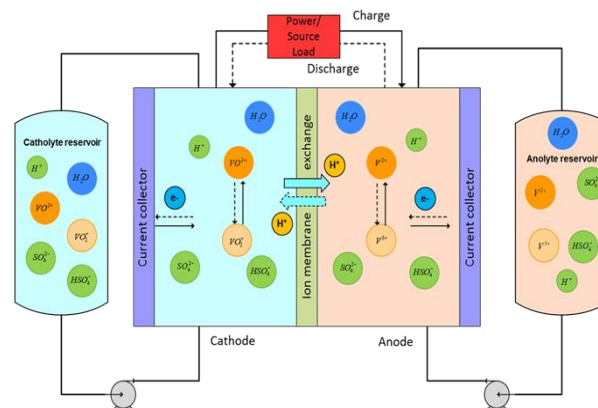 Power/
Source
Load
Charge
Discharge
Catholyte reservoir
H⁺
H₂O
VO²⁺
VO₂⁺
SO₄²⁻
HSO₄⁻
Current collector
H₂O
H⁺
VO²⁺
e-
VO₂⁺
SO₄²⁻
HSO₄⁻
Ion membrane exchange
H⁺
H⁺
H₂O
H⁺
V²⁺
e-
V³⁺
SO₄²⁻
HSO₄⁻
Current collector
H₂O
Anolyte reservoir
V²⁺
SO₄²⁻
V³⁺
HSO₄⁻
H⁺
Cathode
Anode